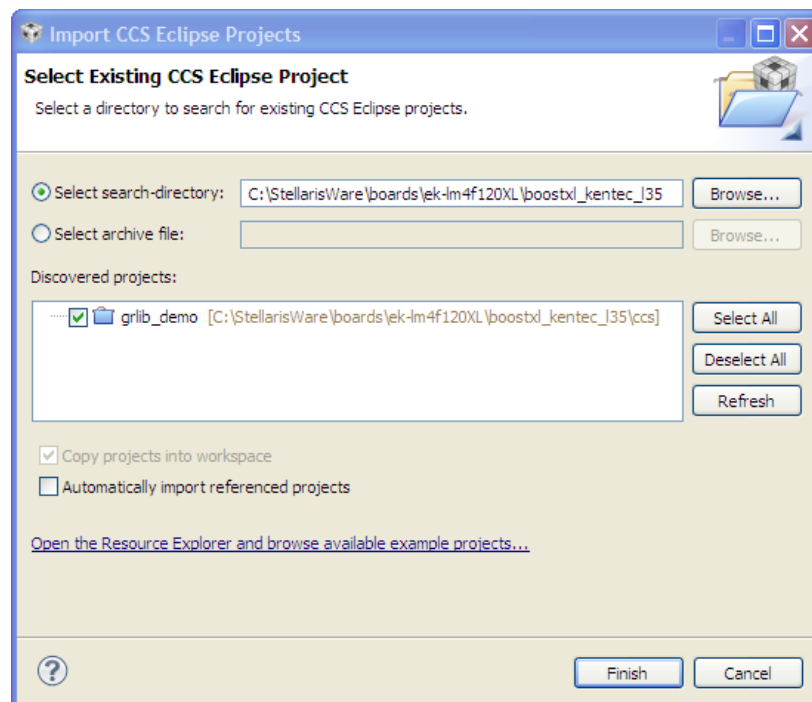 Import CCS Eclipse Projects
Select Existing CCS Eclipse Project
Select a directory to search for existing CCS Eclipse projects.
Select search-directory: C:\StellarisWare\boards\ek-lm4f120XL\boostxl_kentec_l35 Browse...
Select archive file: Browse...
Discovered projects:
grlib_demo [C:\StellarisWare\boards\ek-lm4f120XL\boostxl_kentec_l35\ccs] Select All
Deselect All
Refresh
Copy projects into workspace
Automatically import referenced projects
Open the Resource Explorer and browse available example projects...
? Finish Cancel